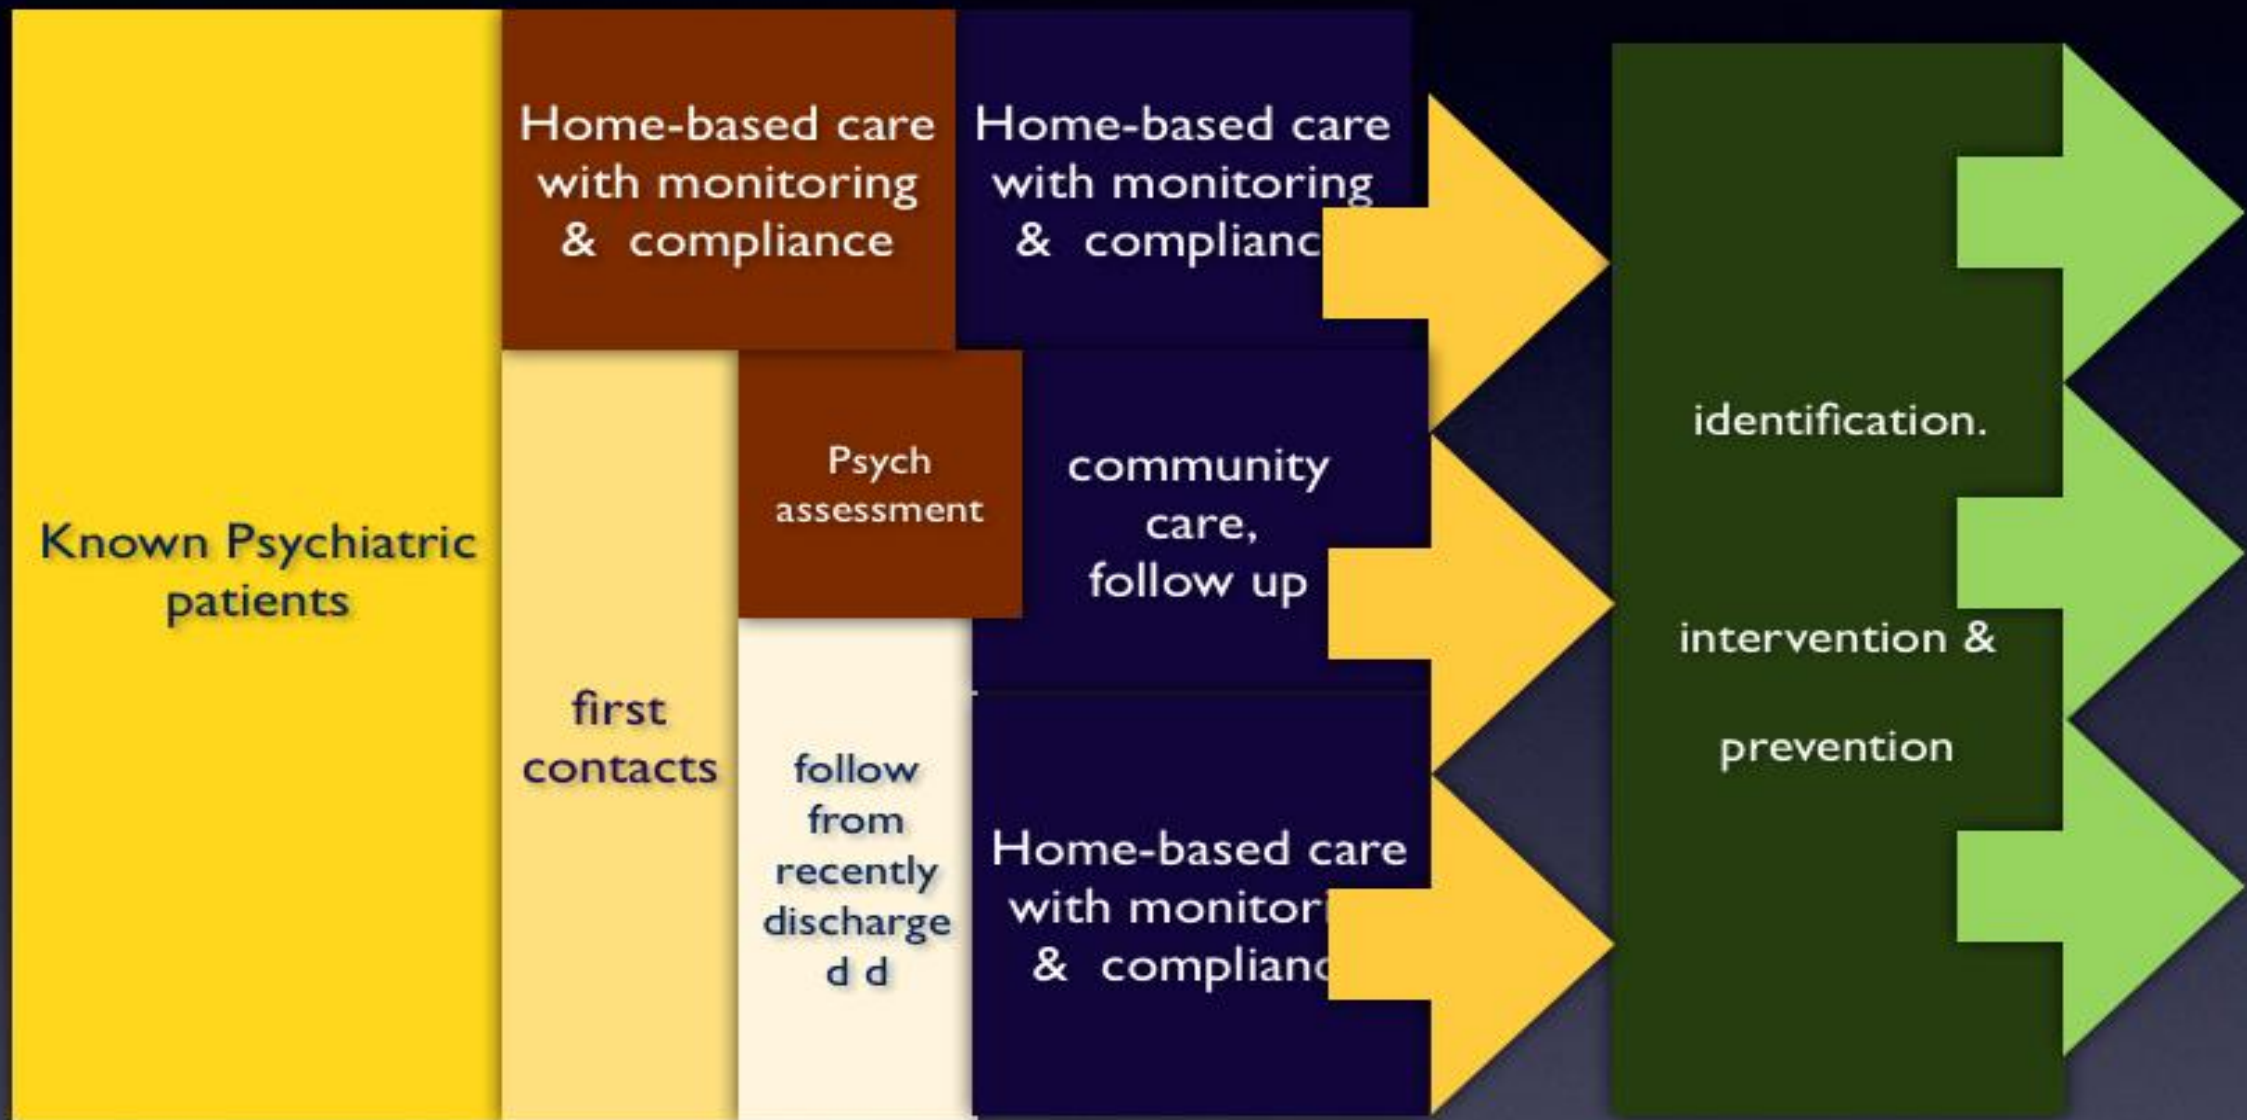 Known Psychiatric
patients
Home-based care
with monitoring
& compliance
Home-based care
with monitoring
& complianc
first
contacts
Psych
assessment
community
care,
follow up
follow
from
recently
discharge
d d
Home-based care
with monitori
& complianc
identification.
intervention &
prevention